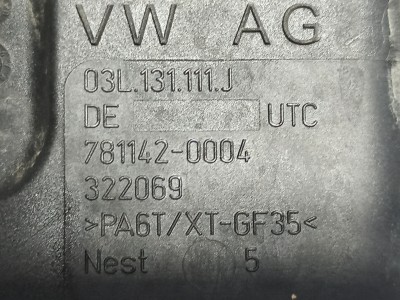 VW AG
03L.131.111.J
DE UTC
781142-0004
322069
>PA6T/XT-GF35<
Nest 5